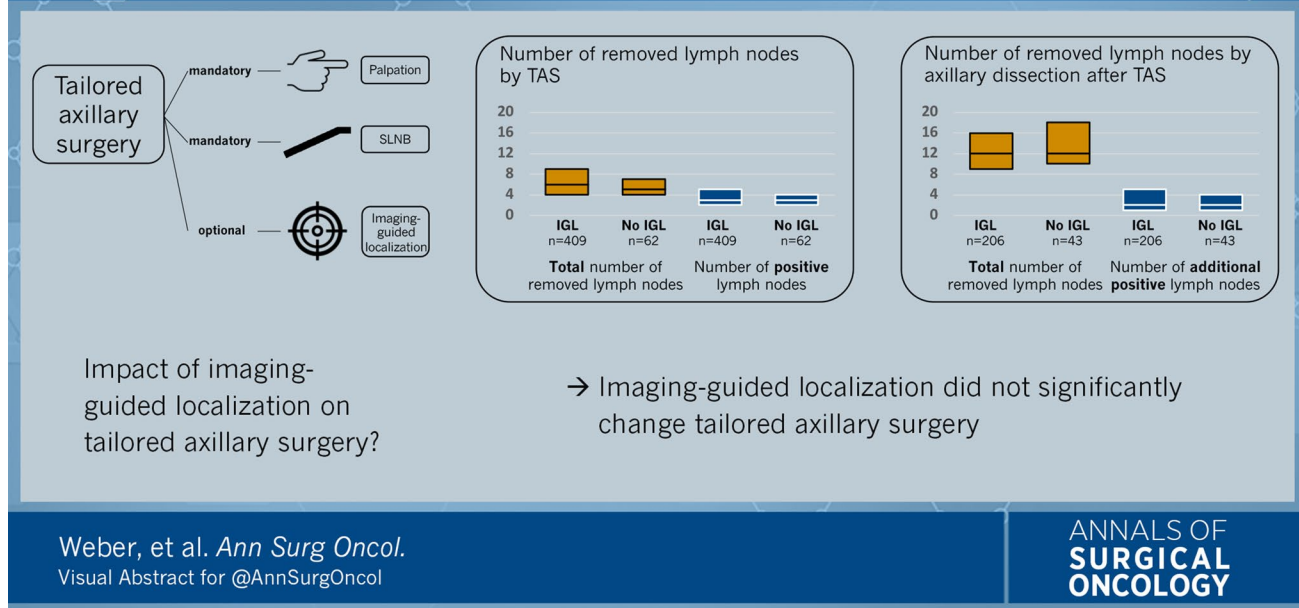 Tailored
axillary
surgery
mandatory
Palpation
mandatory
SLNB
optional
Imaging-
guided
localization
Number of removed lymph nodes
by TAS
20
16
12
8
4
0
IGL
n=409
No IGL
n=62
IGL
n=409
No IGL
n=62
Total number of
removed lymph nodes
Number of positive
lymph nodes
Number of removed lymph nodes by
axillary dissection after TAS
20
16
12
8
4
0
IGL
n=206
No IGL
n=43
IGL
n=206
No IGL
n=43
Total number of
removed lymph nodes
Number of additional
positive lymph nodes
Impact of imaging-
guided localization on
tailored axillary surgery?
→ Imaging-guided localization did not significantly
change tailored axillary surgery
Weber, et al. Ann Surg Oncol.
Visual Abstract for @AnnSurgOncol
ANNALS OF
SURGICAL
ONCOLOGY